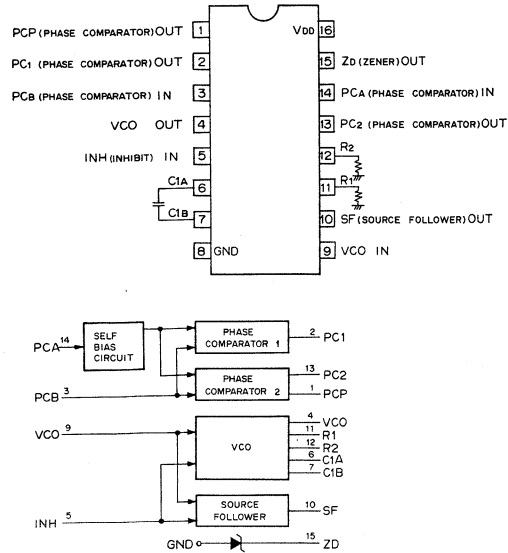 PCP (PHASE COMPARATOR) OUT 1
16 VDD
PC1 (PHASE COMPARATOR) OUT 2
15 ZD (ZENER) OUT
PCB (PHASE COMPARATOR) IN 3
14 PCA (PHASE COMPARATOR) IN
VCO OUT 4
13 PC2 (PHASE COMPARATOR) OUT
INH (INHIBIT) IN 5
12 R2
C1A 6
11 R1
C1B 7
10 SF (SOURCE FOLLOWER) OUT
8 GND
9 VCO IN
PCA 14
SELF
BIAS
CIRCUIT
PHASE
COMPARATOR 1
2 PC1
PCB 3
PHASE
COMPARATOR 2
13 PC2
1 PCP
VCO 9
VCO
4 VCO
11 R1
12 R2
6 C1A
7 C1B
INH 5
SOURCE
FOLLOWER
10 SF
GND
15 ZD